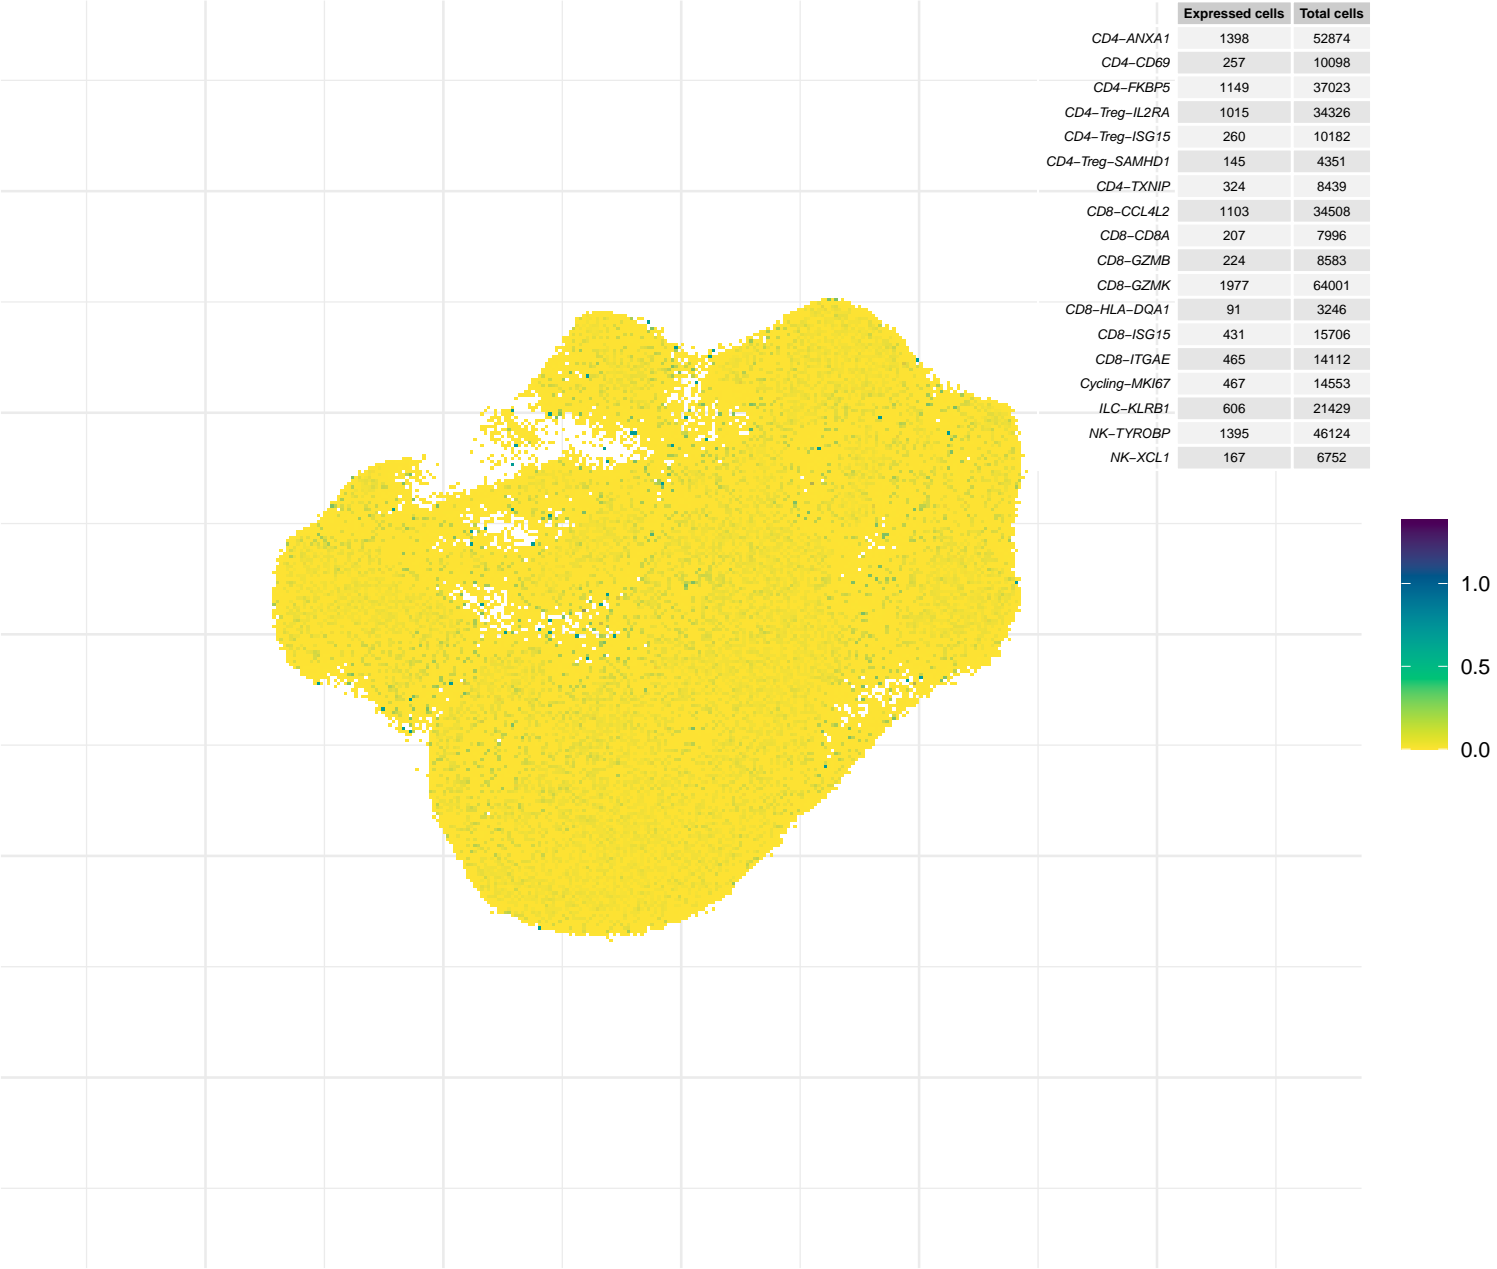 Expressed cells Total cells
CD4−ANXA1 1398 52874
CD4−CD69 257 10098
CD4−FKBP5 1149 37023
CD4−Treg−IL2RA 1015 34326
CD4−Treg−ISG15 260 10182
CD4−Treg−SAMHD1 145 4351
CD4−TXNIP 324 8439
CD8−CCL4L2 1103 34508
CD8−CD8A 207 7996
CD8−GZMB 224 8583
CD8−GZMK 1977 64001
CD8−HLA−DQA1 91 3246
CD8−ISG15 431 15706
CD8−ITGAE 465 14112
Cycling−MKI67 467 14553
ILC−KLRB1 606 21429
NK−TYROBP 1395 46124
NK−XCL1 167 6752
1.0
0.5
0.0